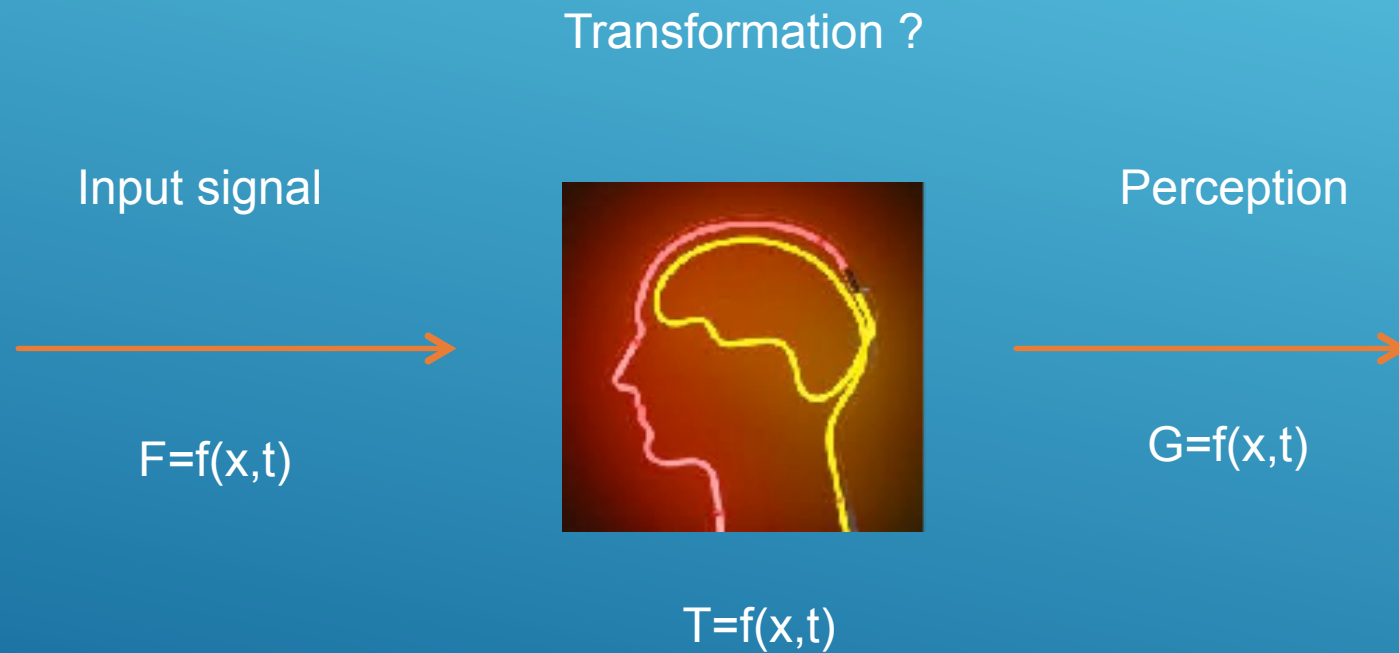 Transformation ?
Input signal
Perception
F=f(x,t)
G=f(x,t)
T=f(x,t)